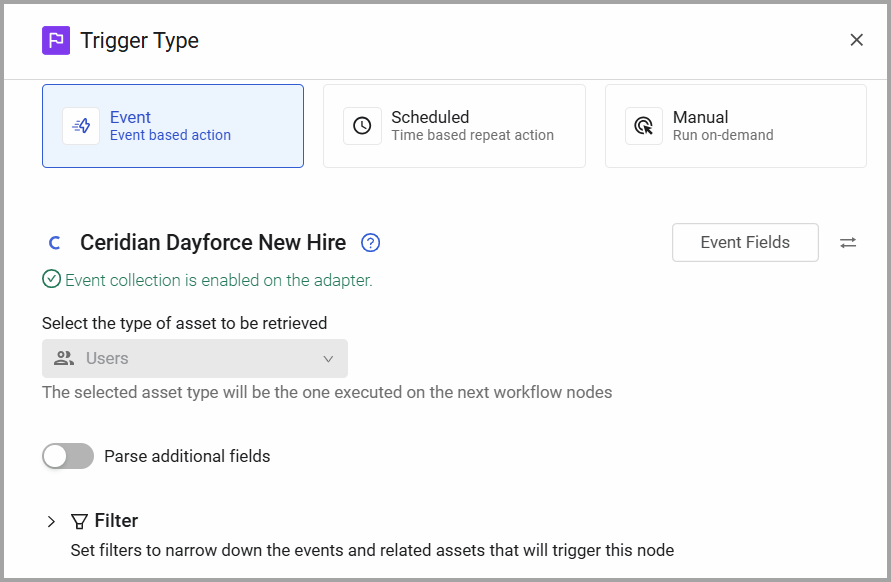 Trigger Type
Event
Event based action
Scheduled
Time based repeat action
Manual
Run on-demand
C Ceridian Dayforce New Hire
Event Fields
Event collection is enabled on the adapter.
Select the type of asset to be retrieved
Users
The selected asset type will be the one executed on the next workflow nodes
Parse additional fields
Filter
Set filters to narrow down the events and related assets that will trigger this node